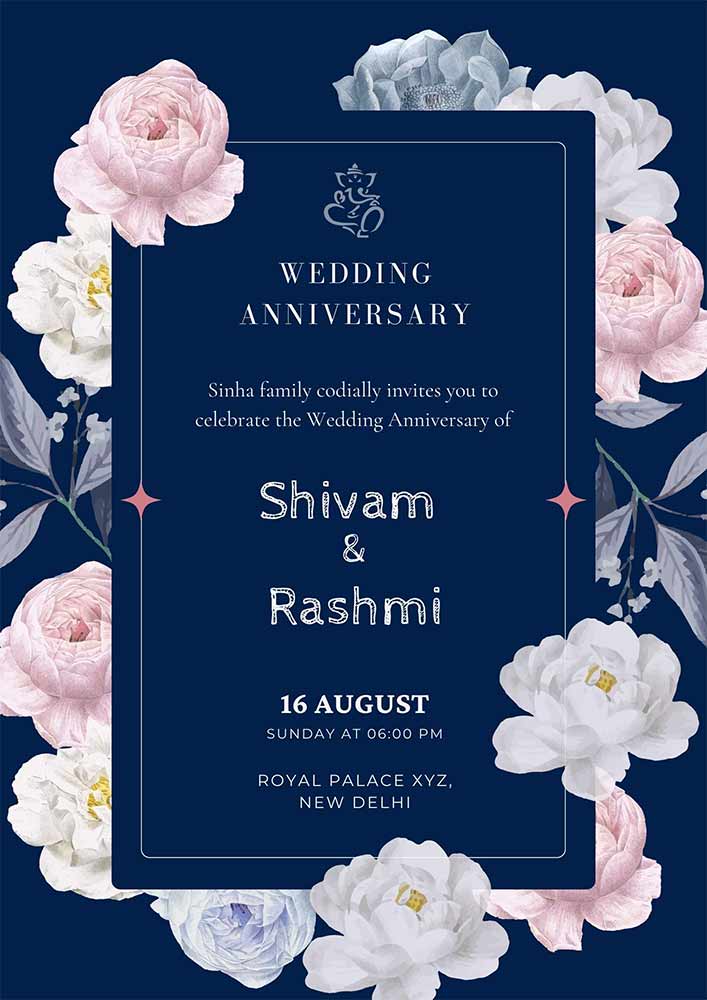 WEDDING
ANNIVERSARY
Sinha family codially invites you to
celebrate the Wedding Anniversary of
Shivam
&
Rashmi
16 AUGUST
SUNDAY AT 06:00 PM
ROYAL PALACE XYZ,
NEW DELHI